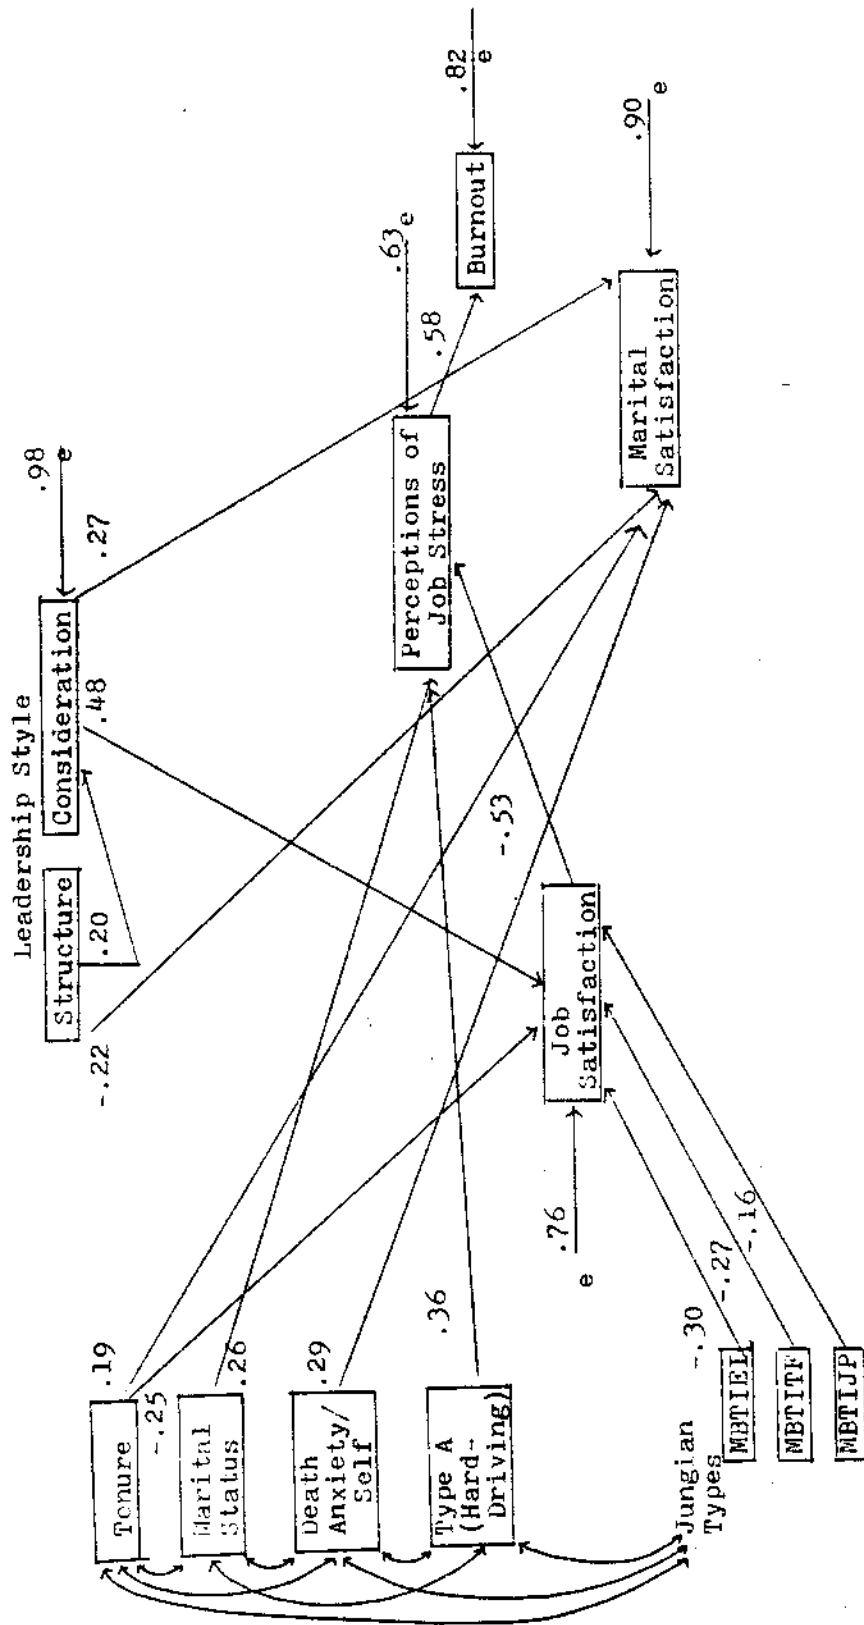 Leadership Style
Structure
Consideration
.98
e
.20
.48
.27
-.22
.19
Tenure
-.25
Marital
Status
.26
Death
Anxiety/
Self
.29
Type A
(Hard-
Driving)
.36
Perceptions of
Job Stress
.63
e
.58
Burnout
.82
e
-.53
Job
Satisfaction
.76
e
Marital
Satisfaction
.90
e
Jungian
Types
-.30
-.27
-.16
MBTIEL
MBTITF
MBTIJP